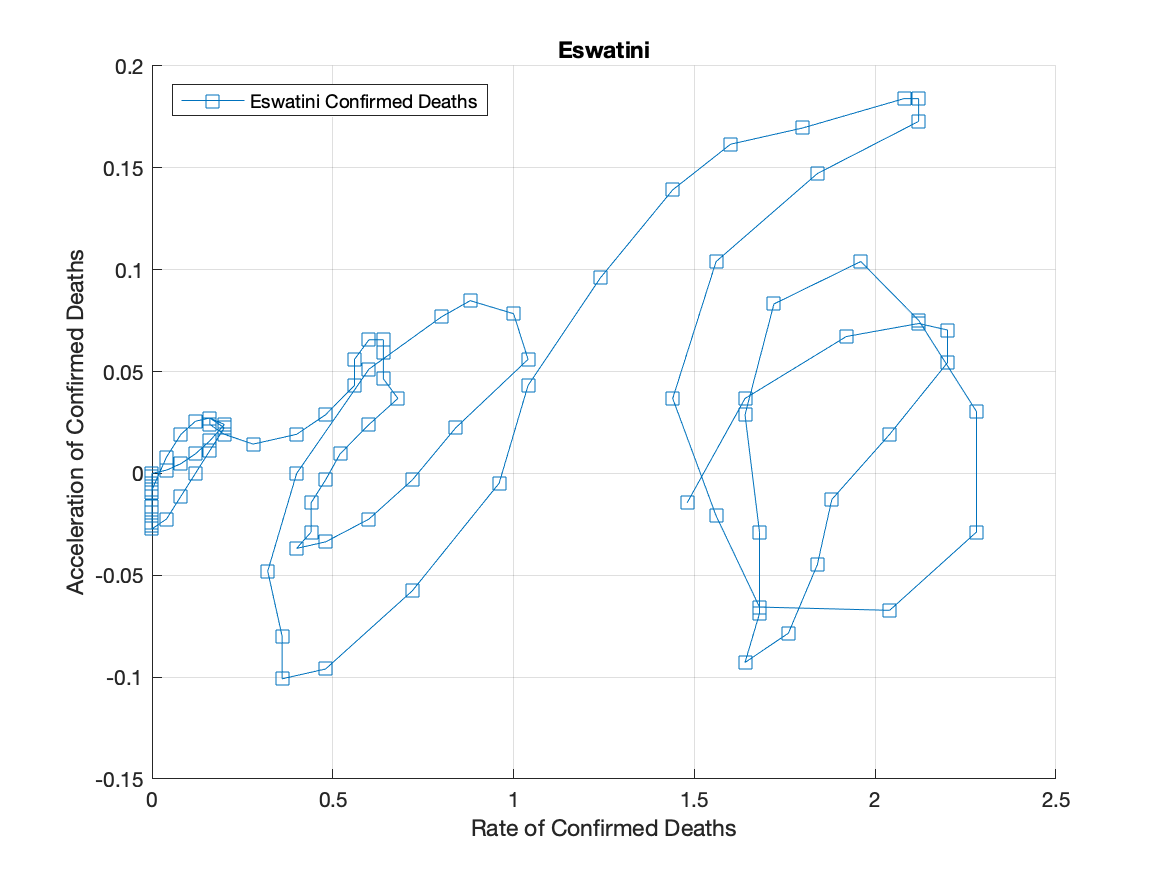 Eswatini
Eswatini Confirmed Deaths
0.2
0.15
0.1
0.05
0
-0.05
-0.1
-0.15
Acceleration of Confirmed Deaths
0 0.5 1 1.5 2 2.5
Rate of Confirmed Deaths